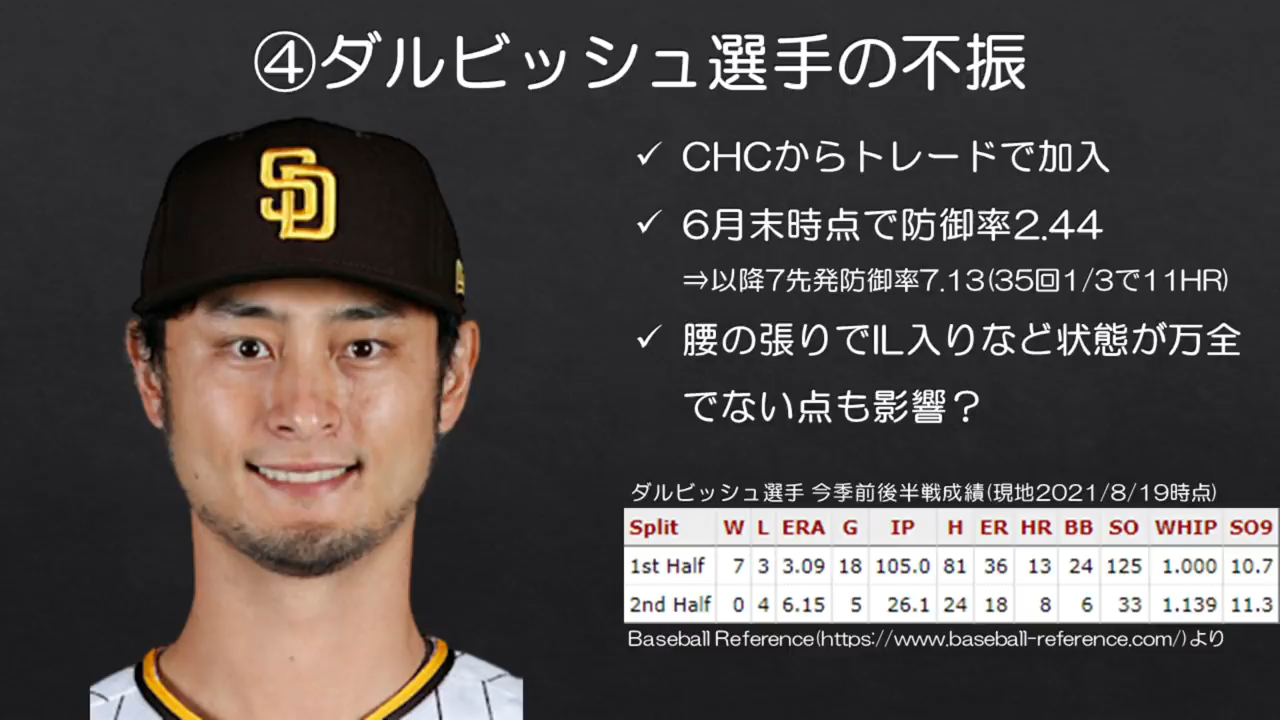 ④ダルビッシュ選手の不振
SD
✓ CHCからトレードで加入
✓ 6月末時点で防御率2.44
⇒以降7先発防御率7.13(35回1/3で11HR)
✓ 腰の張りでIL入りなど状態が万全
でない点も影響？
ダルビッシュ選手 今季前後半戦成績(現地2021/8/19時点)
Split W L ERA G IP H ER HR BB SO WHIP SO9
1st Half 7 3 3.09 18 105.0 81 36 13 24 125 1.000 10.7
2nd Half 0 4 6.15 5 26.1 24 18 8 6 33 1.139 11.3
Baseball Reference(https://www.baseball-reference.com/)より